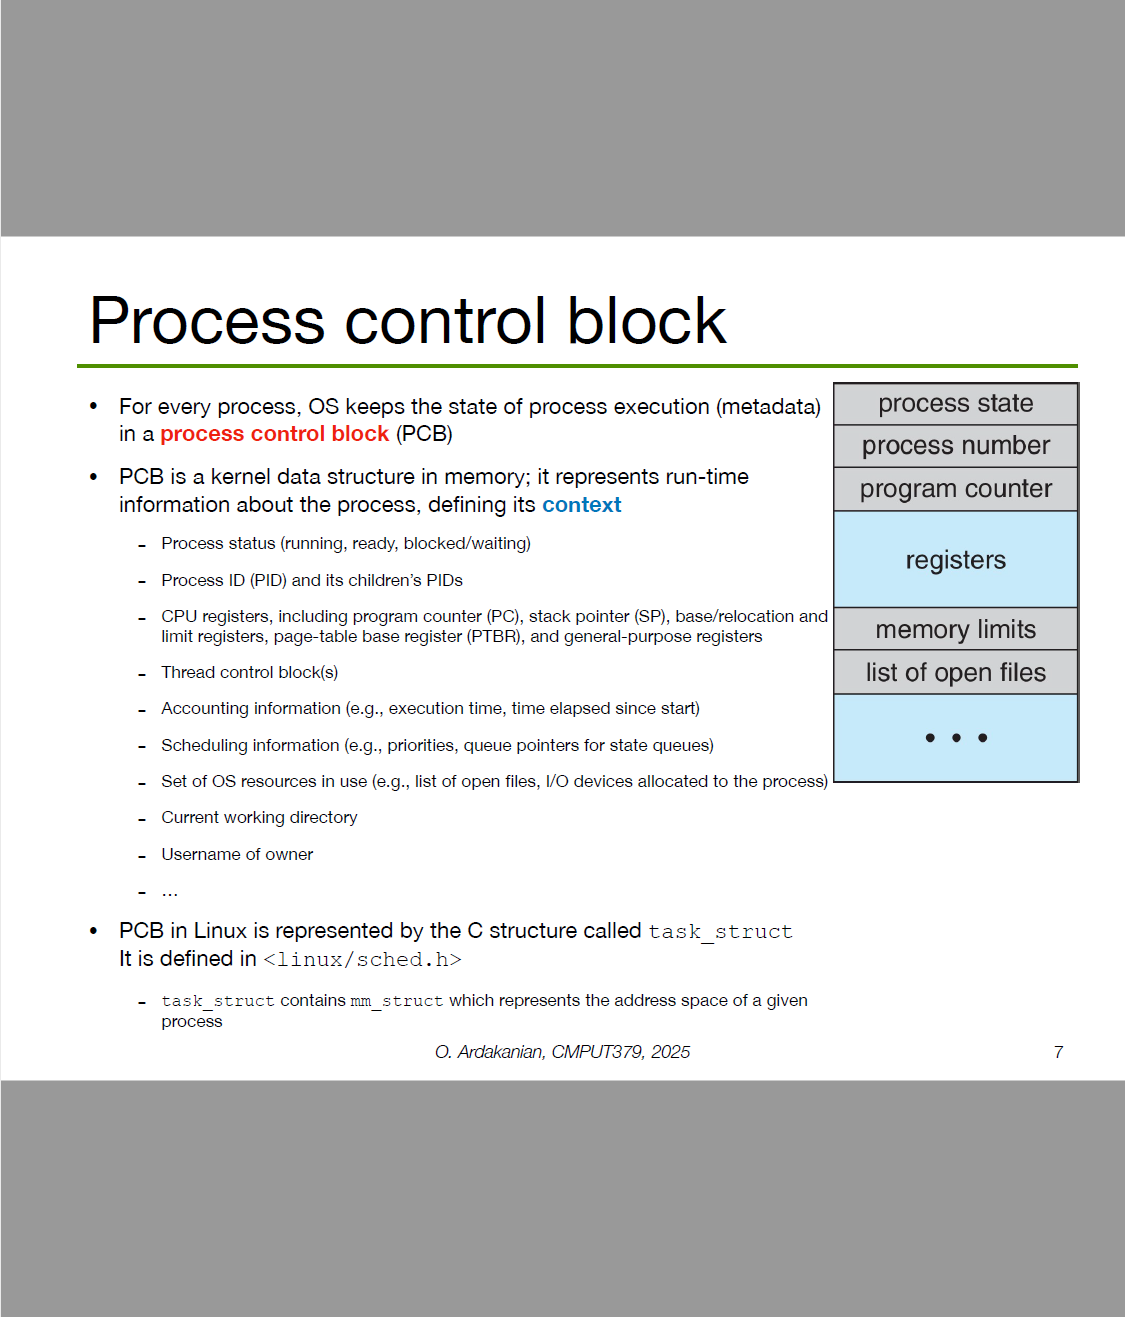 Process control block
• For every process, OS keeps the state of process execution (metadata)
in a process control block (PCB)
• PCB is a kernel data structure in memory; it represents run-time
information about the process, defining its context
- Process status (running, ready, blocked/waiting)
- Process ID (PID) and its children’s PIDs
- CPU registers, including program counter (PC), stack pointer (SP), base/relocation and
limit registers, page-table base register (PTBR), and general-purpose registers
- Thread control block(s)
- Accounting information (e.g., execution time, time elapsed since start)
- Scheduling information (e.g., priorities, queue pointers for state queues)
- Set of OS resources in use (e.g., list of open files, I/O devices allocated to the process)
- Current working directory
- Username of owner
- ...
• PCB in Linux is represented by the C structure called task_struct
It is defined in <linux/sched.h>
- task_struct contains mm_struct which represents the address space of a given
process
process state
process number
program counter
registers
memory limits
list of open files
• • •
O. Ardakanian, CMPUT379, 2025
7